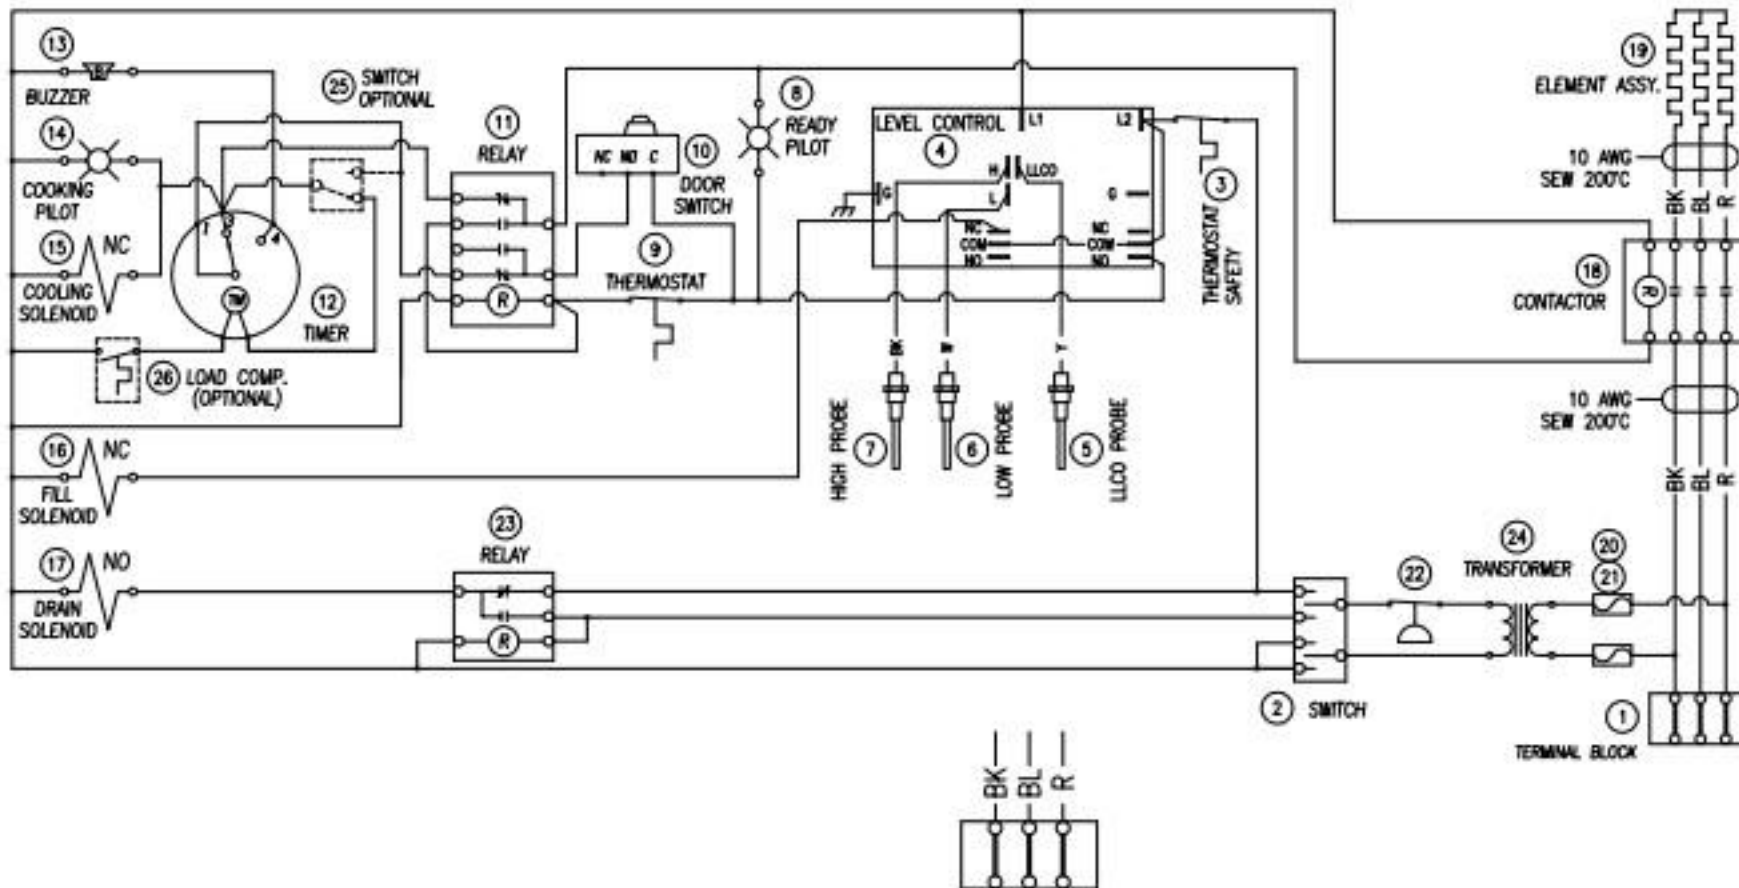 13
BUZZER
25 SWITCH
OPTIONAL
14
COOKING
PILOT
11
RELAY
NC NO C
10
DOOR
SWITCH
8
READY
PILOT
LEVEL CONTROL
4
L1
L2
H
LLCO
L
G
G
NC
COM
NO
NC
COM
NO
3
THERMOSTAT
SAFETY
19
ELEMENT ASSY.
10 AWG
SEW 200°C
BK
BL
R
1
3
4
TM
15
NC
COOLING
SOLENOID
12
TIMER
R
9
THERMOSTAT
18
CONTACTOR
R
26 LOAD COMP.
(OPTIONAL)
BK
W
Y
HIGH PROBE
7
6
LOW PROBE
5
LLCO PROBE
10 AWG
SEW 200°C
16
NC
FILL
SOLENOID
BK
BL
R
17
NO
DRAIN
SOLENOID
23
RELAY
R
22
24
TRANSFORMER
20
21
2 SWITCH
1
TERMINAL BLOCK
BK
BL
R